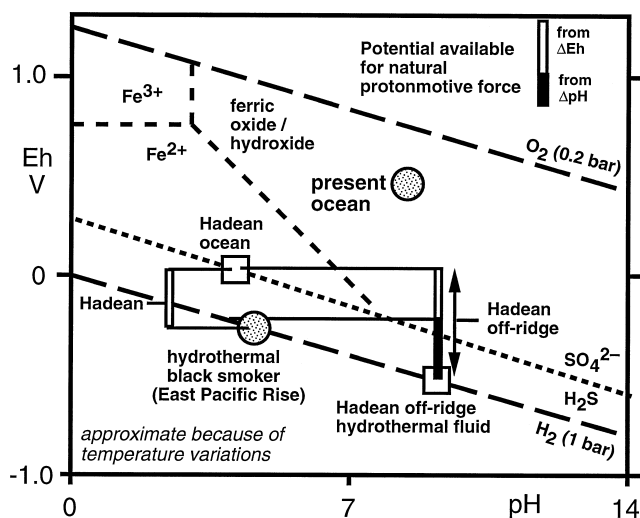 Potential available
for natural
protonmotive force
from
ΔEh
from
ΔpH
1.0
Eh
V
0
-1.0
Fe3+
Fe2+
ferric
oxide /
hydroxide
O2 (0.2 bar)
present
ocean
Hadean
ocean
Hadean
Hadean
off-ridge
hydrothermal
black smoker
(East Pacific Rise)
Hadean off-ridge
hydrothermal fluid
SO42–
H2S
H2 (1 bar)
approximate because of
temperature variations
0
7
pH
14